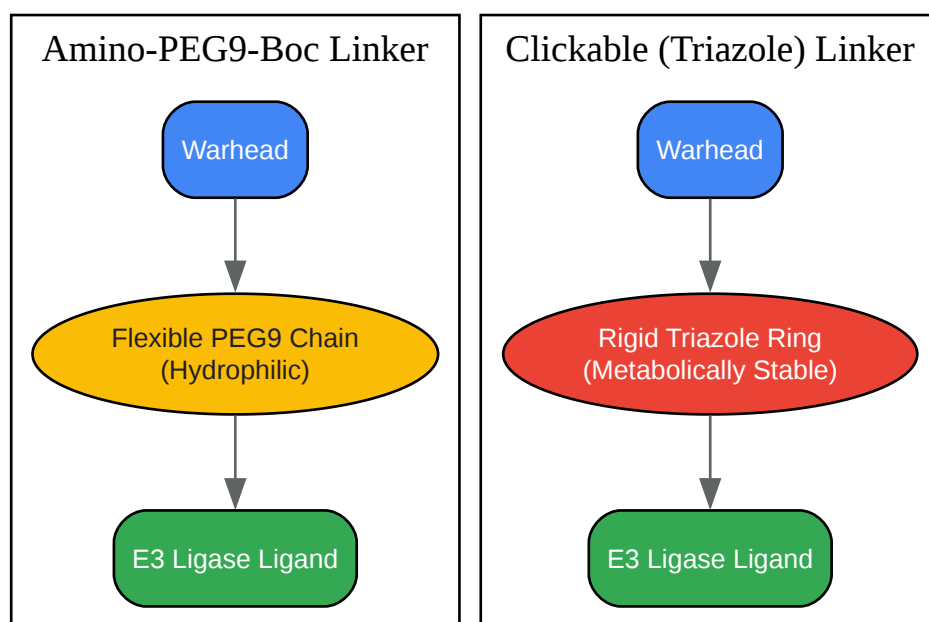 Amino-PEG9-Boc Linker
Warhead
Flexible PEG9 Chain
(Hydrophilic)
E3 Ligase Ligand
Clickable (Triazole) Linker
Warhead
Rigid Triazole Ring
(Metabolically Stable)
E3 Ligase Ligand